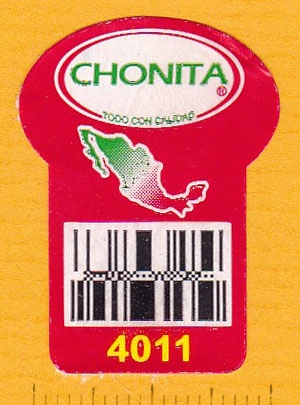 CHONITA
®
TODO CON CALIDAD
4011